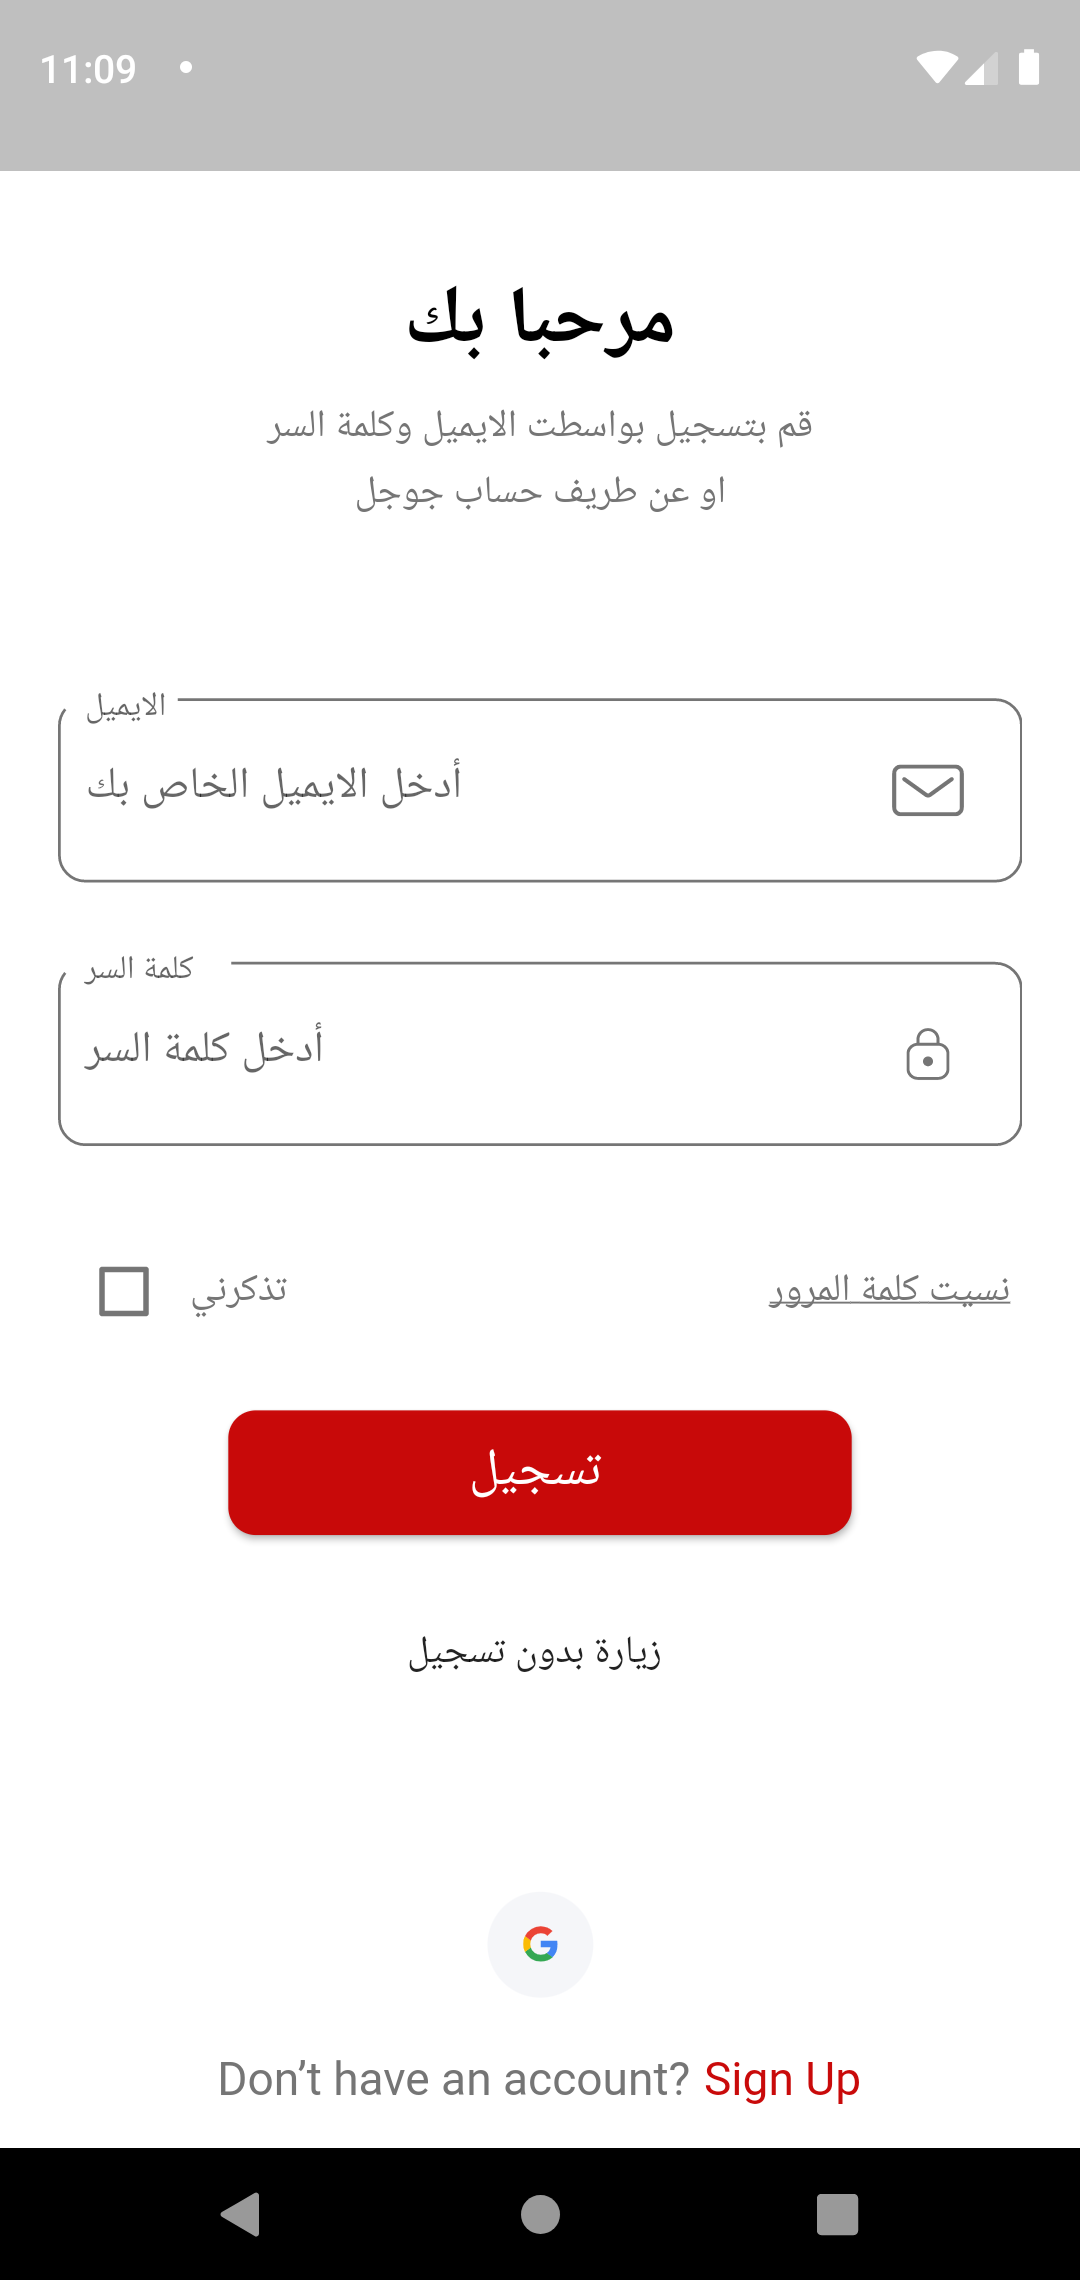 11:09
مرحبا بك
قم بتسجيل بواسطت الايميل وكلمة السر
او عن طريف حساب جوجل
الايميل
أدخل الايميل الخاص بك
كلمة السر
أدخل كلمة السر
تذكرني
نسيت كلمة المرور
تسجيل
زيارة بدون تسجيل
Don’t have an account? Sign Up